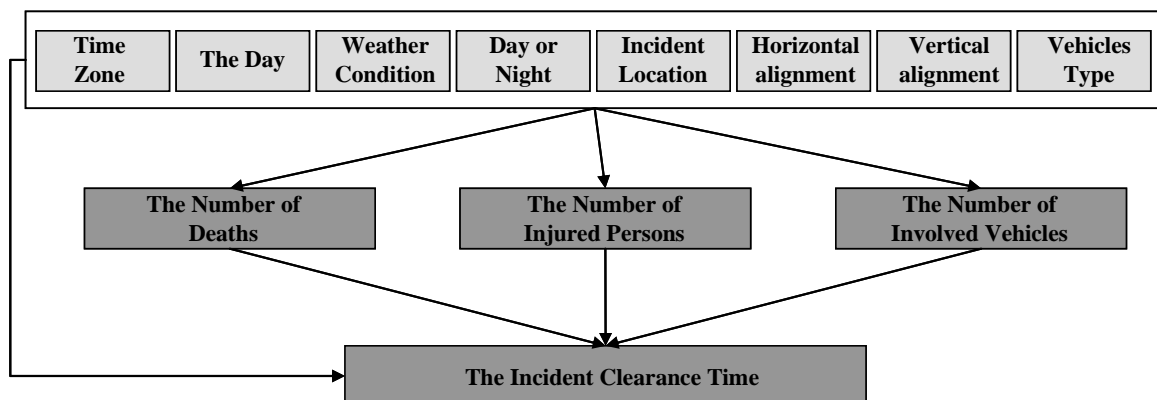 Time
Zone
The Day
Weather
Condition
Day or
Night
Incident
Location
Horizontal
alignment
Vertical
alignment
Vehicles
Type
The Number of
Deaths
The Number of
Injured Persons
The Number of
Involved Vehicles
The Incident Clearance Time